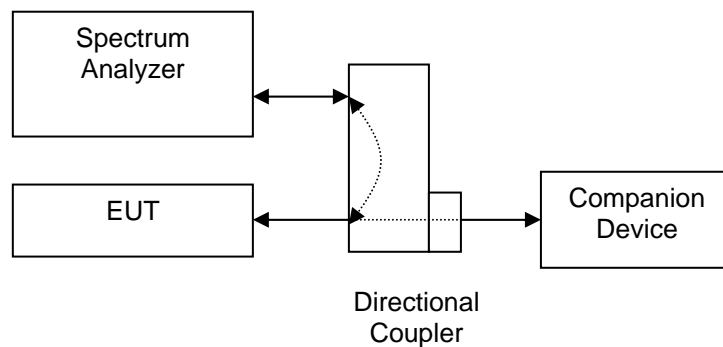 Spectrum
Analyzer
EUT
Companion
Device
Directional
Coupler